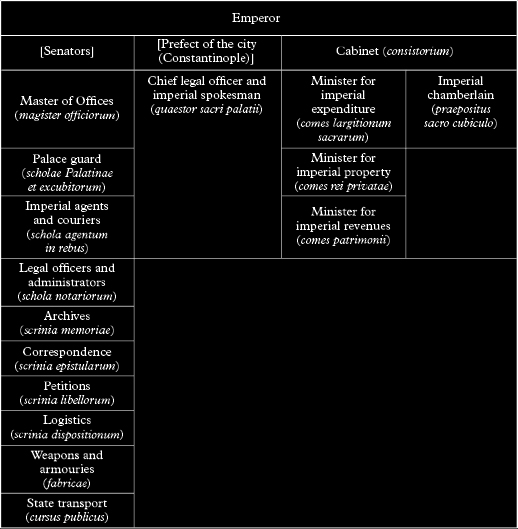 Emperor
[Senators]
[Prefect of the city
(Constantinople)]
Cabinet (consistorium)
Master of Offices
(magister officiorum)
Chief legal officer and
imperial spokesman
(quaestor sacri palatii)
Minister for
imperial
expenditure
(comes largitionum
sacrarum)
Imperial
chamberlain
(praepositus
sacro cubiculo)
Palace guard
(scholae Palatinae
et excubitorum)
Minister for
imperial property
(comes rei privatae)
Imperial agents
and couriers
(schola agentum
in rebus)
Minister for
imperial revenues
(comes patrimonii)
Legal officers and
administrators
(schola notariorum)
Archives
(scrinia memoriae)
Correspondence
(scrinia epistularum)
Petitions
(scrinia libellorum)
Logistics
(scrinia dispositionum)
Weapons and
armouries
(fabricae)
State transport
(cursus publicus)